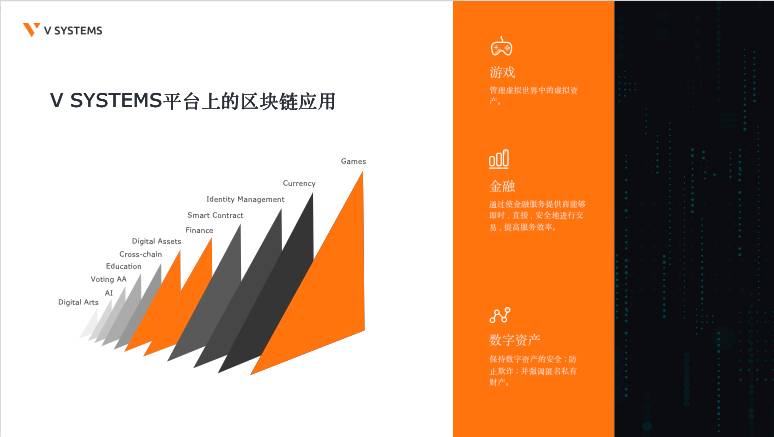 V SYSTEMS
V SYSTEMS平台上的区块链应用
Games
Currency
Identity Management
Smart Contract
Finance
Digital Assets
Cross-chain
Education
Voting AA
AI
Digital Arts
游戏
管理虚拟世界中的虚拟资
产。
金融
通过使金融服务提供商能够
即时,直接,安全地进行交
易,提高服务效率。
数字资产
保持数字资产的安全;防
止欺诈;并强调匿名私有
财产。